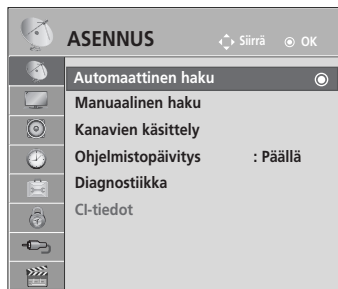 ASENNUS Siirrä OK
Automaattinen haku
Manuaalinen haku
Kanavien käsittely
Ohjelmistopäivitys : Päällä
Diagnostiikka
CI-tiedot